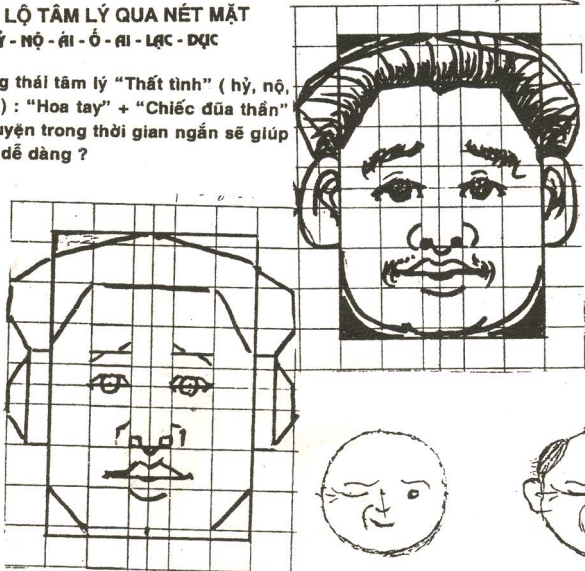 LỘ TÂM LÝ QUA NÉT MẶT
- NỘ - ÁI - Ố - AI - LẠC - DỤC
thái tâm lý “Thất tình” ( hỷ, nộ,
) : “Hoa tay” + “Chiếc đũa thần”
trong thời gian ngắn sẽ giúp
dễ dàng ?